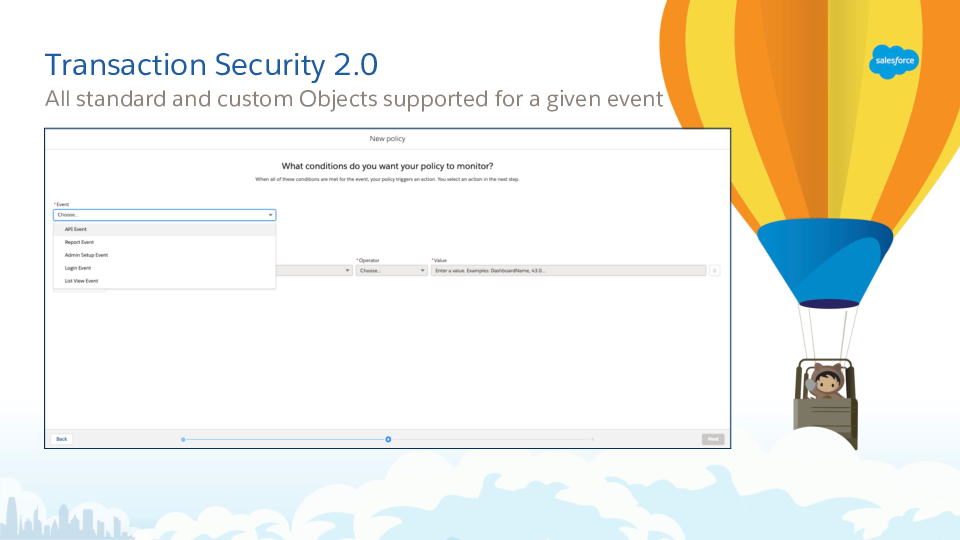 Transaction Security 2.0
salesforce
All standard and custom Objects supported for a given event
New policy
What conditions do you want your policy to monitor?
When all of these conditions are met for the event, your policy triggers an action. You select an action in the next step.
*Event
Choose...
API Event
Report Event
Admin Setup Event
Login Event
List View Event
*Operator
*Value
Choose...
Enter a value. Examples: DashboardName, 43.0...
Back
Next